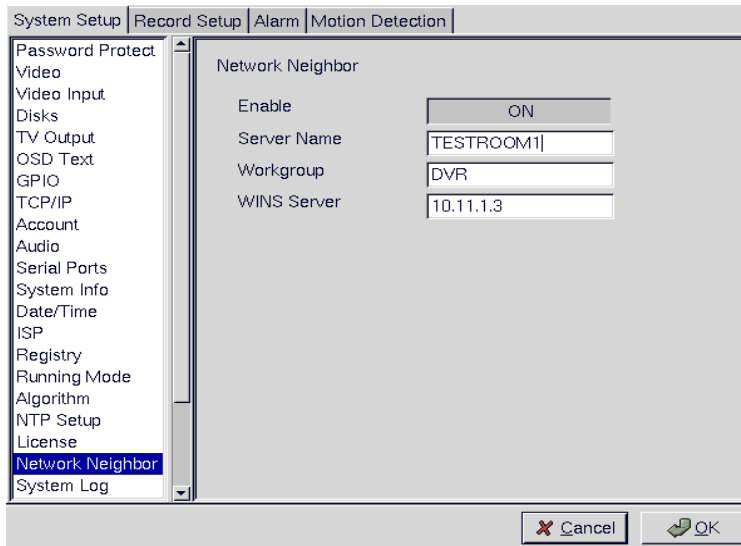 System Setup
Record Setup
Alarm
Motion Detection
Password Protect
Video
Video Input
Disks
TV Output
OSD Text
GPIO
TCP/IP
Account
Audio
Serial Ports
System Info
Date/Time
ISP
Registry
Running Mode
Algorithm
NTP Setup
License
Network Neighbor
System Log
Network Neighbor
Enable ON
Server Name TESTROOM1
Workgroup DVR
WINS Server 10.11.1.3
Cancel
OK